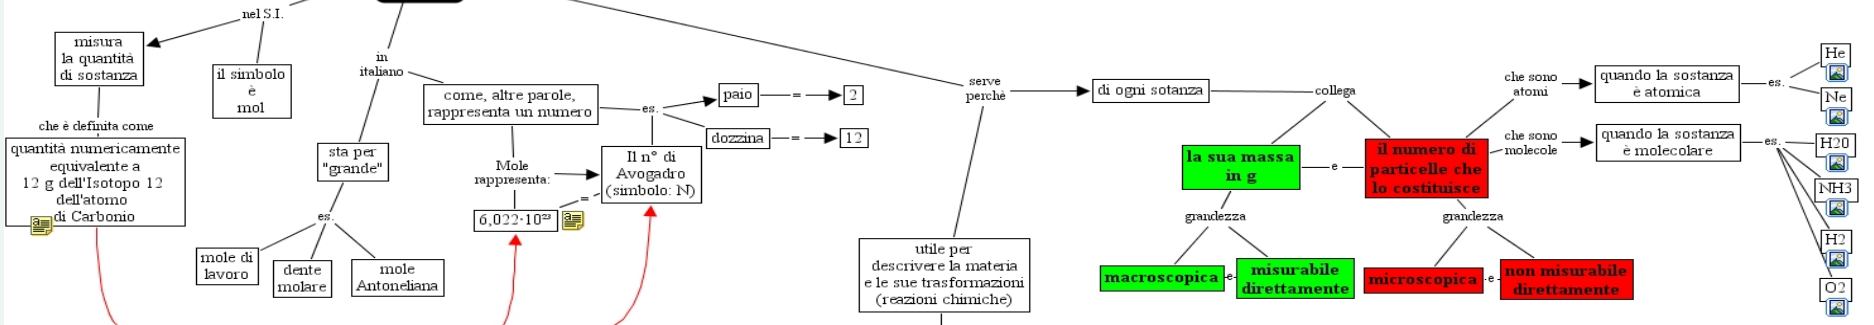 nel S.I.
misura
la quantità
di sostanza
il simbolo
è
mol
che è definita come
quantità numericamente
equivalente a
12 g dell'Isotopo 12
dell'atomo
di Carbonio
in
italiano
sta per
"grande"
es.
mole di
lavoro
dente
molare
mole
Antoneliana
come, altre parole,
rappresenta un numero
es.
paio
=
2
dozzina
=
12
Mole
rappresenta:
Il n° di
Avogadro
(simbolo: N)
=
6,022·10²³
serve
perchè
utile per
descrivere la materia
e le sue trasformazioni
(reazioni chimiche)
di ogni sotanza
collega
la sua massa
in g
e
il numero di
particelle che
lo costituisce
grandezza
macroscopica
e
misurabile
direttamente
grandezza
microscopica
e
non misurabile
direttamente
che sono
atomi
quando la sostanza
è atomica
es.
He
Ne
che sono
molecole
quando la sostanza
è molecolare
es.
H20
NH3
H2
O2